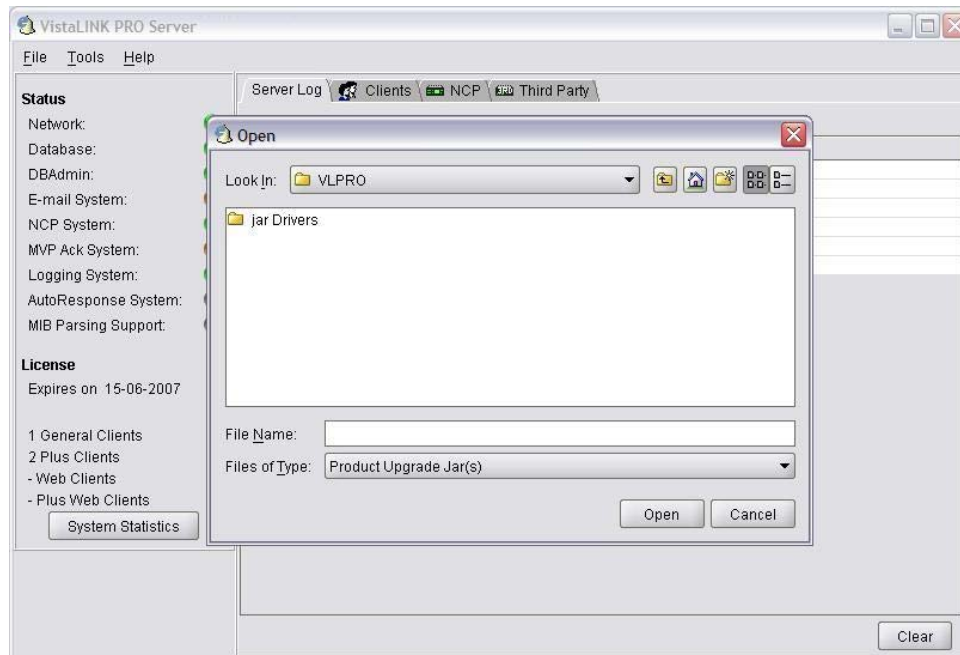 VistaLINK PRO Server
File Tools Help
Status
Network:
Database:
DBAdmin:
E-mail System:
NCP System:
MVP Ack System:
Logging System:
AutoResponse System:
MIB Parsing Support:
License
Expires on 15-06-2007
1 General Clients
2 Plus Clients
- Web Clients
- Plus Web Clients
System Statistics
Server Log Clients NCP Third Party
Open
Look In: VLPRO
jar Drivers
File Name:
Files of Type: Product Upgrade Jar(s)
Open Cancel
Clear